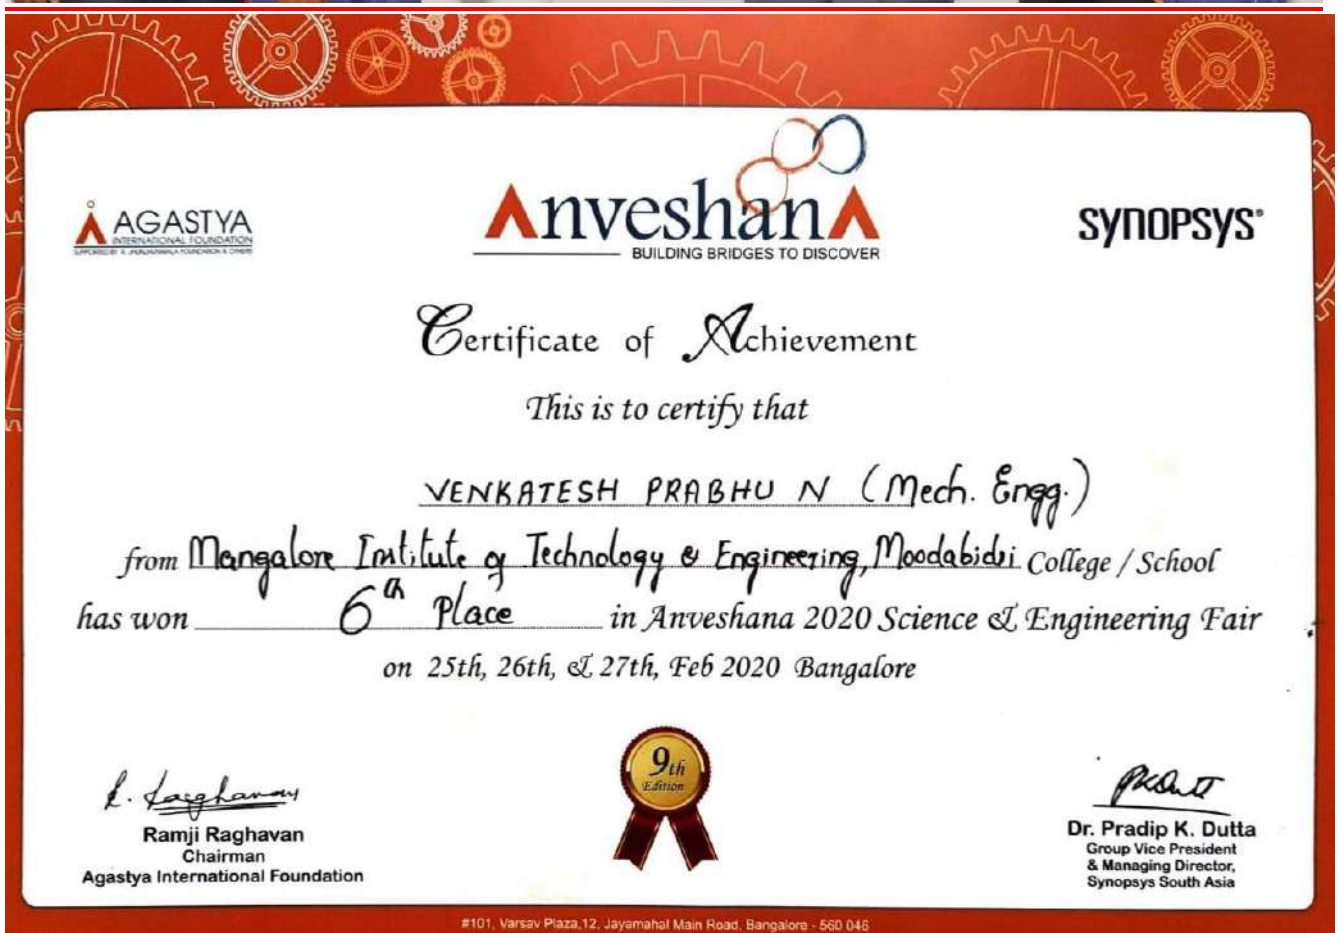 AGASTYA
INTERNATIONAL FOUNDATION
AnveshanA
BUILDING BRIDGES TO DISCOVER
SYNOPSYS®
Certificate of Achievement
This is to certify that
VENKATESH PRABHU N (Mech. Engg.)
from Mangalore Institute of Technology & Engineering, Moodabidri College / School
has won 6th Place in Anveshana 2020 Science & Engineering Fair
on 25th, 26th, & 27th, Feb 2020 Bangalore
9th
Edition
R. Raghavan
Ramji Raghavan
Chairman
Agastya International Foundation
PKDutt
Dr. Pradip K. Dutta
Group Vice President
& Managing Director,
Synopsys South Asia
#101, Varsav Plaza,12, Jayamahal Main Road, Bangalore - 560 046